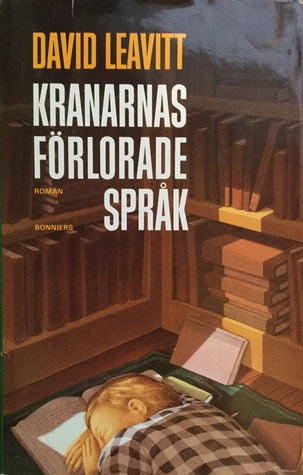 DAVID LEAVITT
KRANARNAS
FÖRLORADE
ROMAN
SPRÅK
BONNIERS